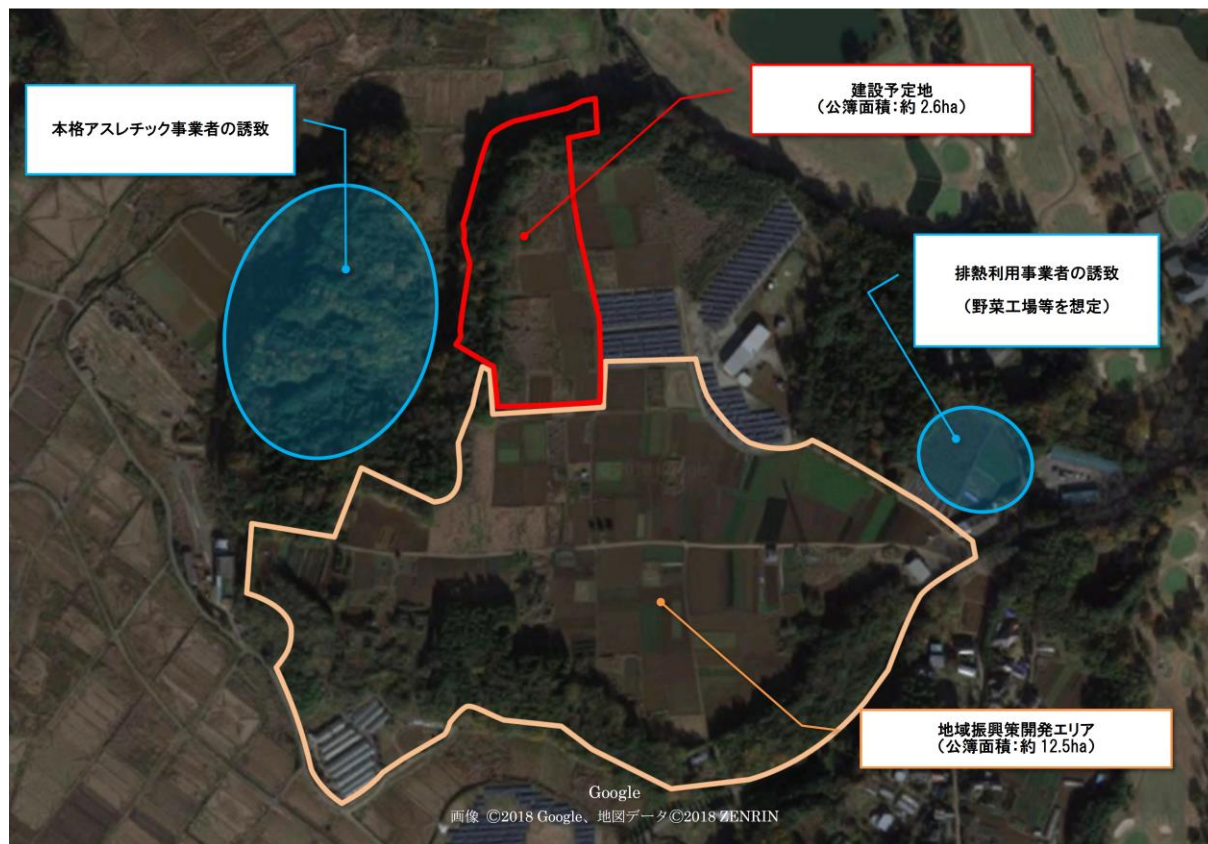 建設予定地
（公簿面積：約 2.6ha）
本格アスレチック事業者の誘致
排熱利用事業者の誘致
（野菜工場等を想定）
地域振興策開発エリア
（公簿面積：約 12.5ha）
Google
画像 ©2018 Google、地図データ©2018 ZENRIN